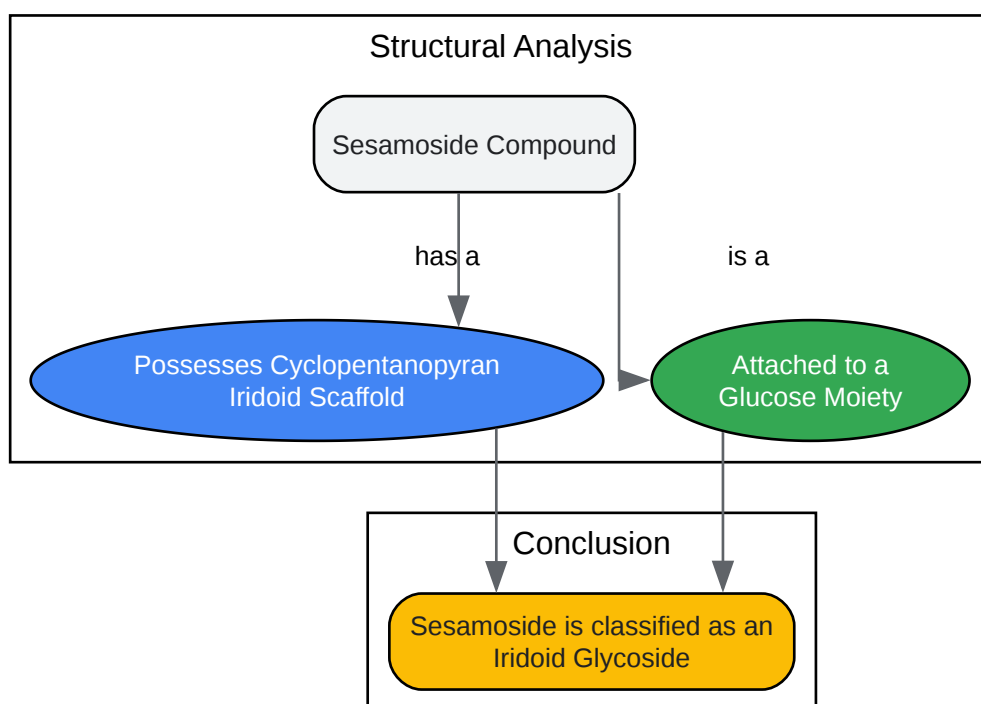 Structural Analysis
Sesamoside Compound
has a
is a
Possesses Cyclopentanopyran
Iridoid Scaffold
Attached to a
Glucose Moiety
Conclusion
Sesamoside is classified as an
Iridoid Glycoside